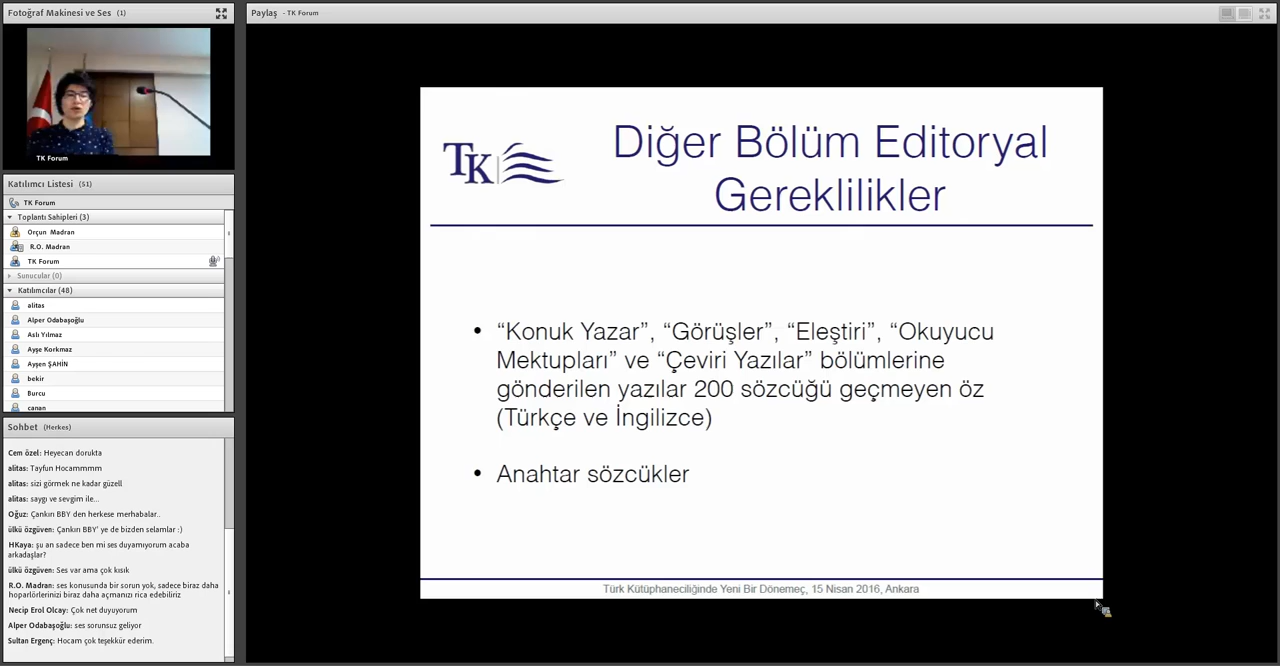 Fotoğraf Makinesi ve Ses (1)
TK Forum
Katılımcı Listesi (51)
TK Forum
Toplantı Sahipleri (3)
Orçun Madran
R.O. Madran
TK Forum
Sunucular (0)
Katılımcılar (48)
alitas
Alper Odabaşoğlu
Aslı Yılmaz
Ayşe Korkmaz
Ayşen ŞAHİN
bekir
Burcu
canan
Sohbet (Herkes)
Cem özel: Heyecan dorukta
alitas: Tayfun Hocammmm
alitas: sizi görmek ne kadar güzell
alitas: saygı ve sevgim ile...
Oğuz: Çankırı BBY den herkese merhabalar..
ülkü özgüven: Çankırı BBY' ye de bizden selamlar :)
HKaya: şu an sadece ben mi ses duyamıyorum acaba
arkadaşlar?
ülkü özgüven: Ses var ama çok kısık
R.O. Madran: ses konusunda bir sorun yok, sadece biraz daha
hoparlörlerinizi biraz daha açmanızı rica edebiliriz
Necip Erol Olcay: Çok net duyuyorum
Alper Odabaşoğlu: ses sorunsuz geliyor
Sultan Ergenç: Hocam çok teşekkür ederim.
Paylaş - TK Forum
TK
Diğer Bölüm Editoryal
Gereklilikler
• “Konuk Yazar”, “Görüşler”, “Eleştiri”, “Okuyucu
Mektupları” ve “Çeviri Yazılar” bölümlerine
gönderilen yazılar 200 sözcüğü geçmeyen öz
(Türkçe ve İngilizce)
• Anahtar sözcükler
Türk Kütüphaneciliğinde Yeni Bir Dönemeç, 15 Nisan 2016, Ankara